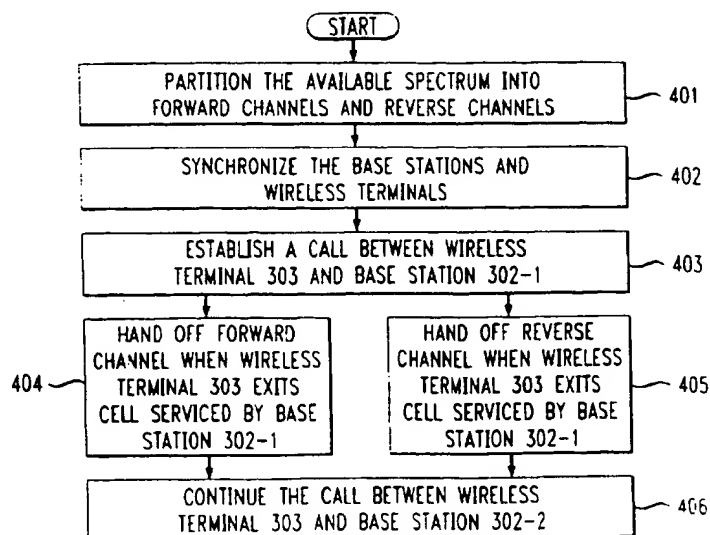 START
PARTITION THE AVAILABLE SPECTRUM INTO
FORWARD CHANNELS AND REVERSE CHANNELS
401
SYNCHRONIZE THE BASE STATIONS AND
WIRELESS TERMINALS
402
ESTABLISH A CALL BETWEEN WIRELESS
TERMINAL 303 AND BASE STATION 302-1
403
HAND OFF FORWARD
CHANNEL WHEN WIRELESS
TERMINAL 303 EXITS
CELL SERVICED BY BASE
STATION 302-1
404
HAND OFF REVERSE
CHANNEL WHEN WIRELESS
TERMINAL 303 EXITS
CELL SERVICED BY BASE
STATION 302-1
405
CONTINUE THE CALL BETWEEN WIRELESS
TERMINAL 303 AND BASE STATION 302-2
406